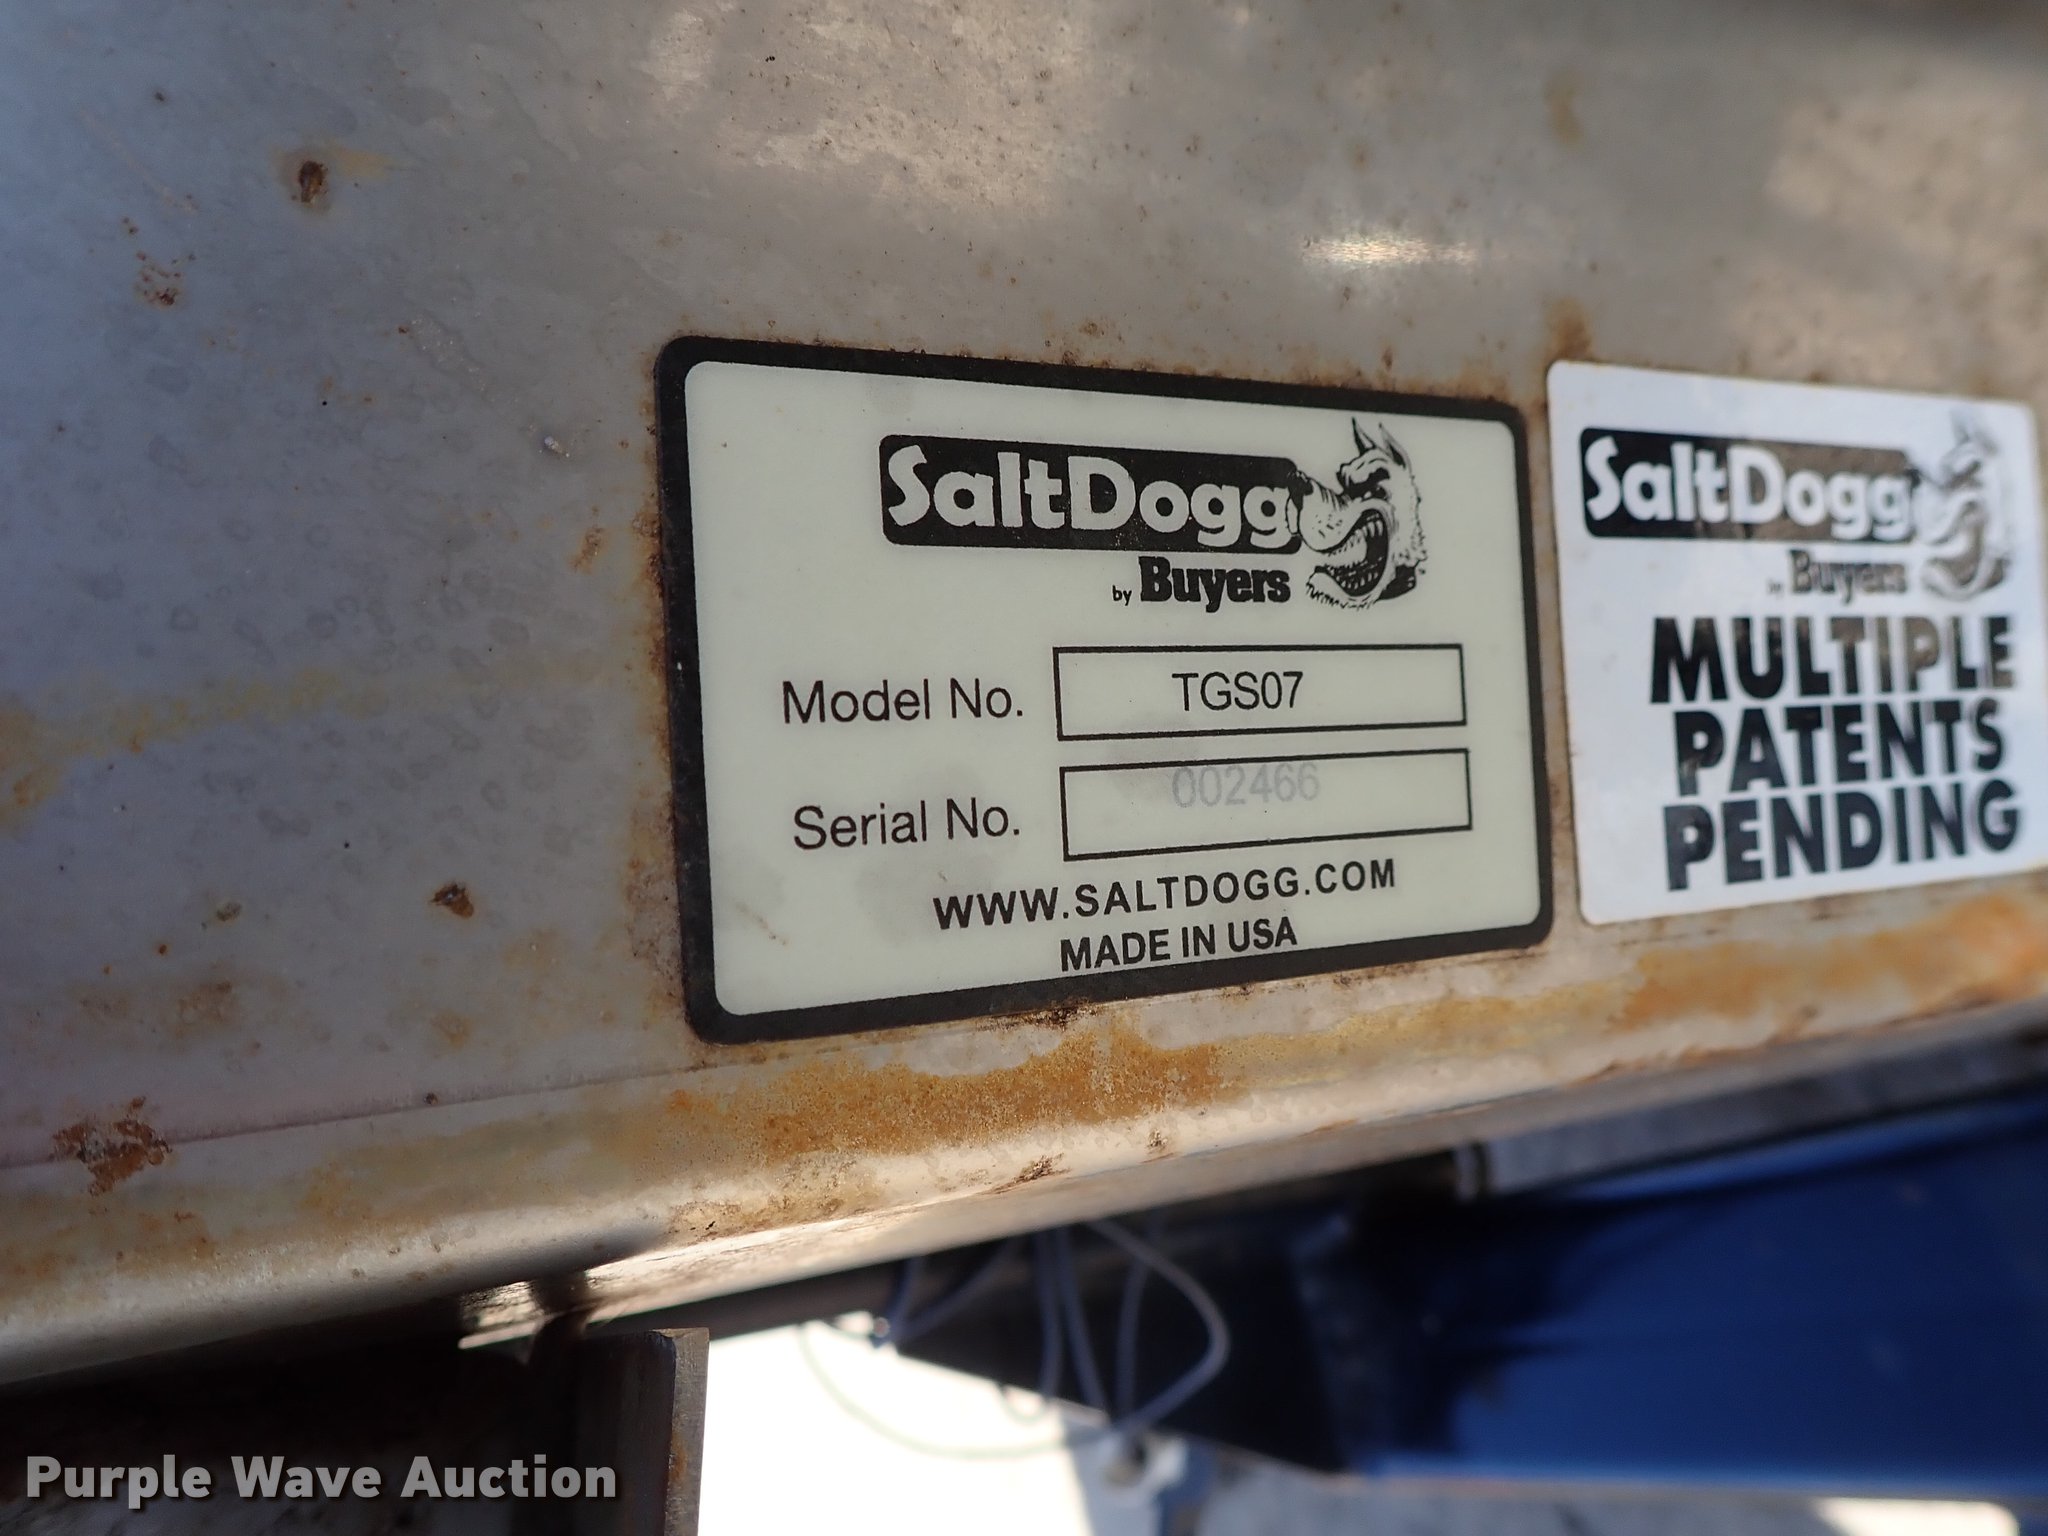 SaltDogg
by Buyers
Model No. TGS07
Serial No. 002466
WWW.SALTDOGG.COM
MADE IN USA
SaltDogg
by Buyers
MULTIPLE
PATENTS
PENDING
Purple Wave Auction